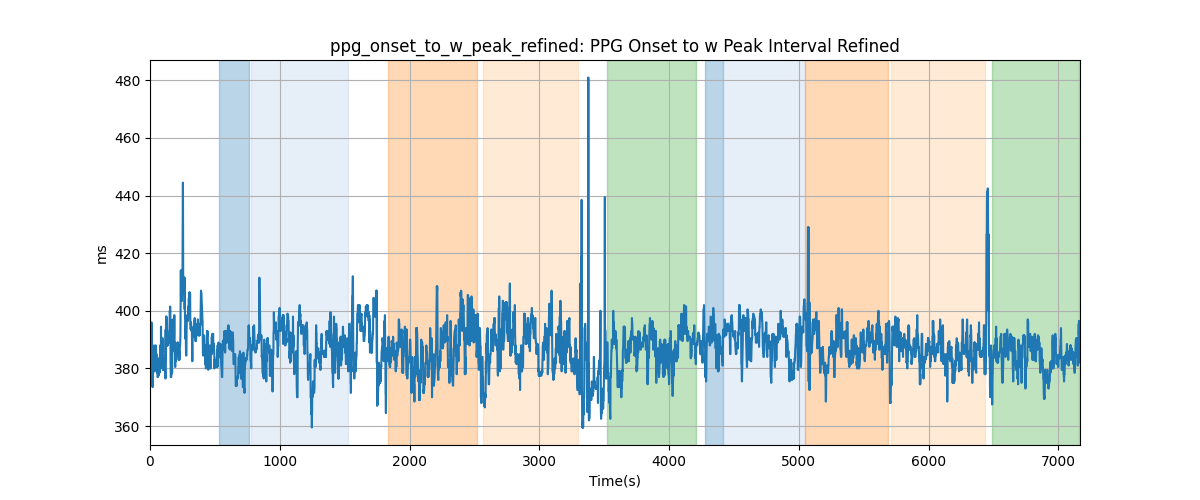 ppg_onset_to_w_peak_refined: PPG Onset to w Peak Interval Refined
480
460
440
420
400
380
360
ms
0 1000 2000 3000 4000 5000 6000 7000
Time(s)